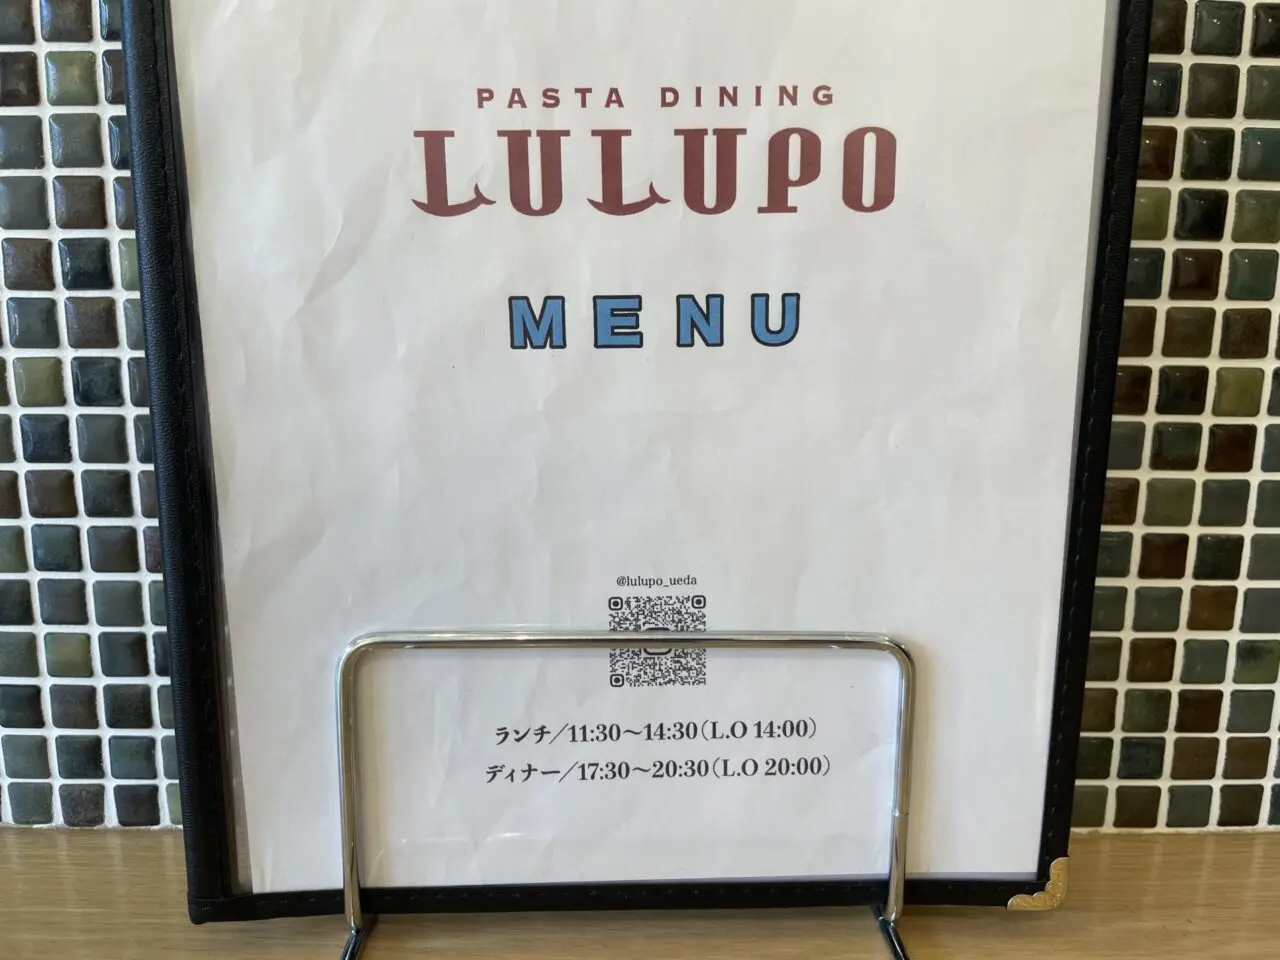 PASTA DINING
LULUPO
MENU
@lulupo_ueda
ランチ/11:30〜14:30(L.O 14:00)
ディナー/17:30〜20:30(L.O 20:00)